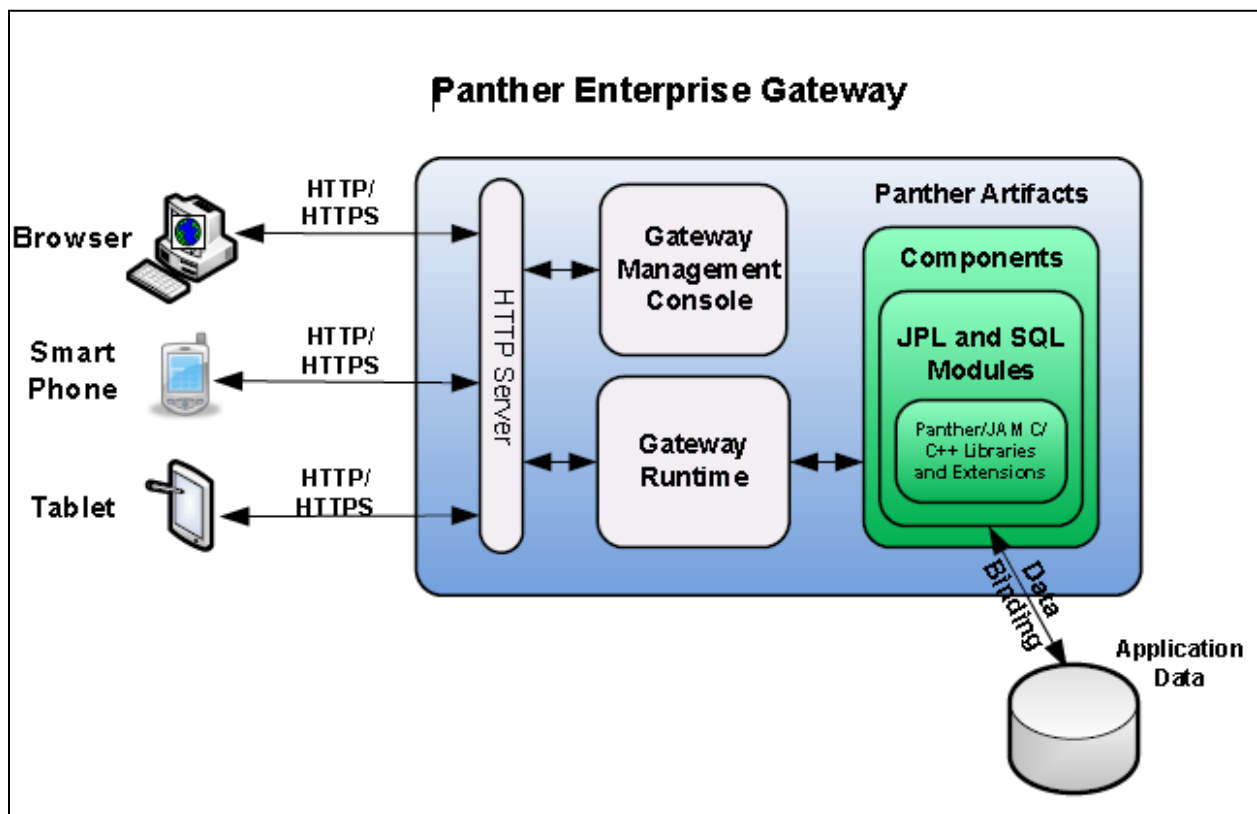 Panther Enterprise Gateway
Browser
HTTP/
HTTPS
Smart
Phone
HTTP/
HTTPS
Tablet
HTTP/
HTTPS
HTTP Server
Gateway
Management
Console
Gateway
Runtime
Panther Artifacts
Components
JPL and SQL
Modules
Panther/JAM C/
C++ Libraries
and Extensions
Data
Binding
Application
Data